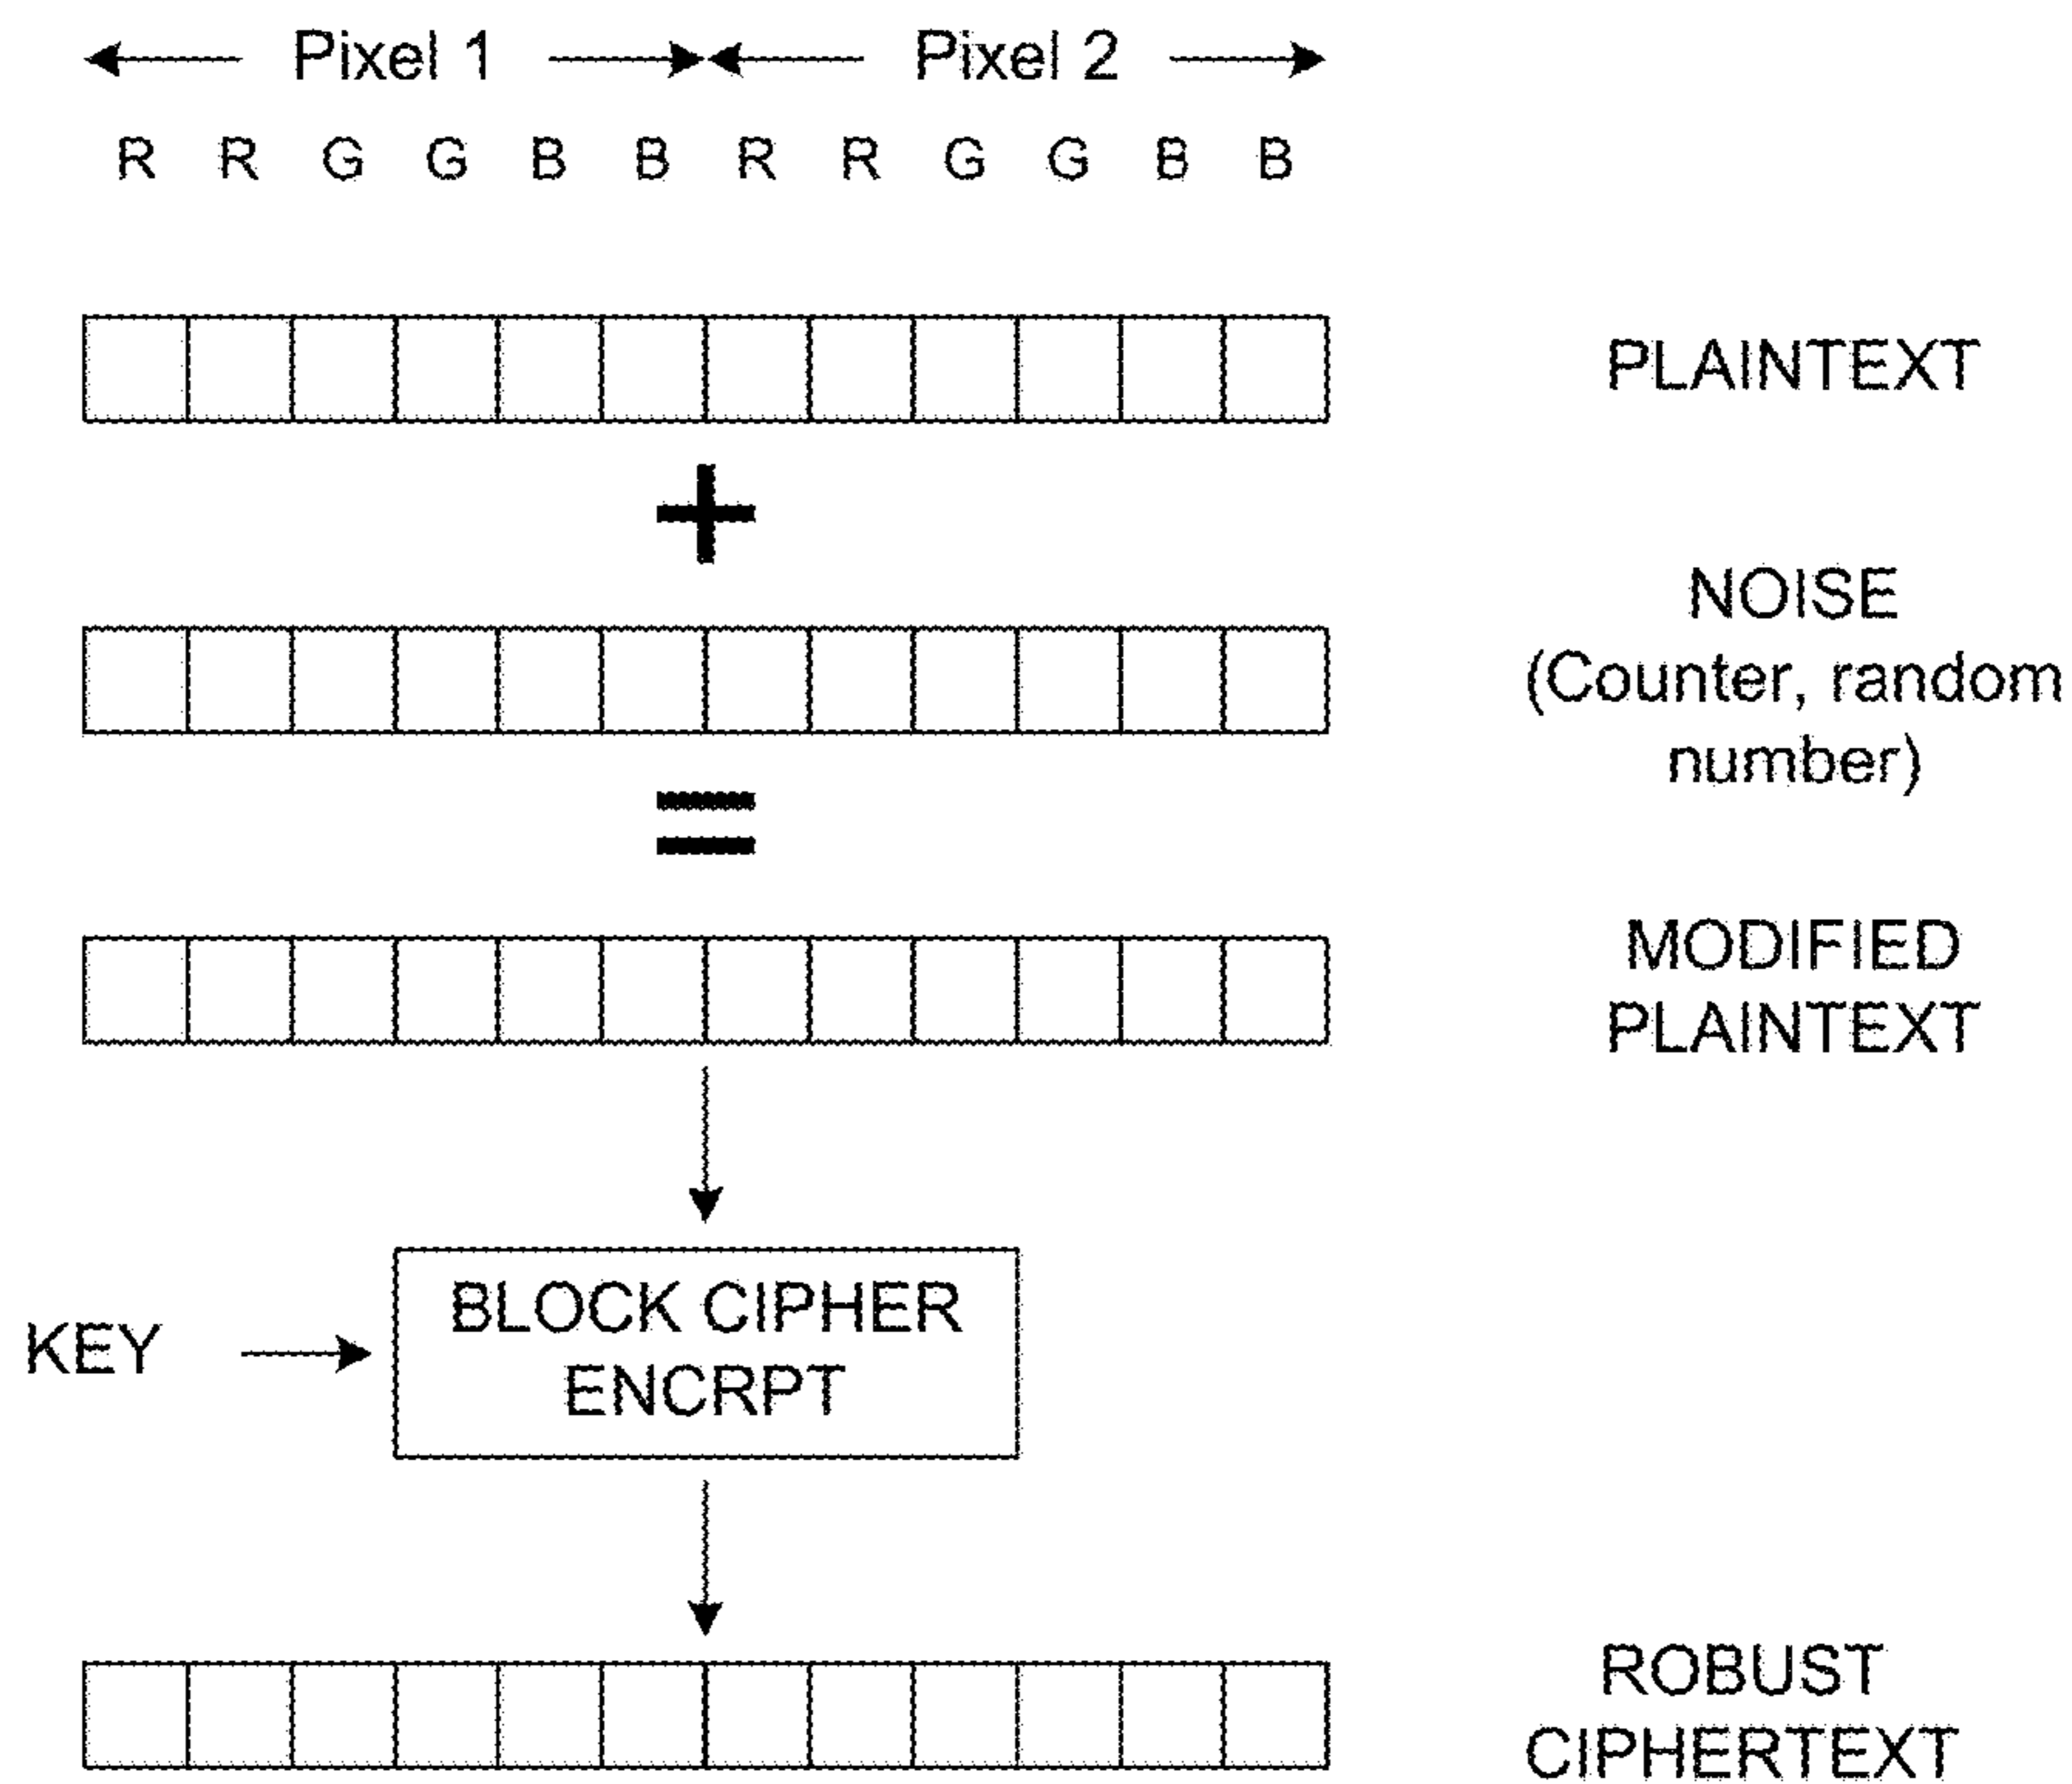 Pixel 1 Pixel 2
R R G G B B R R G G B B
PLAINTEXT
NOISE
(Counter, random
number)
MODIFIED
PLAINTEXT
KEY
BLOCK CIPHER
ENCRPT
ROBUST
CIPHERTEXT